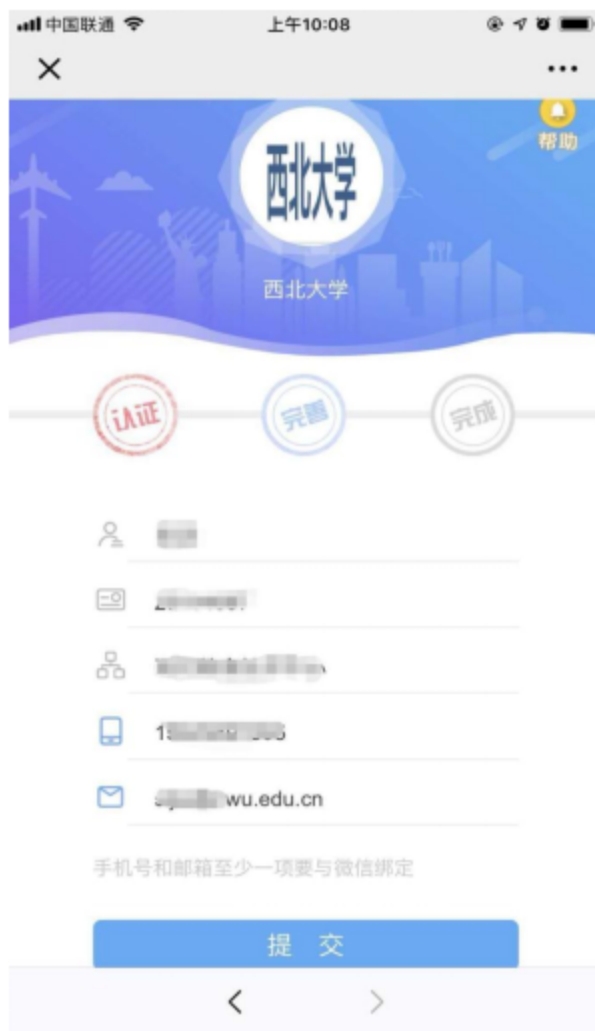 中国联通 上午10:08
帮助
西北大学
西北大学
认证 完善 完成
wu.edu.cn
手机号和邮箱至少一项要与微信绑定
提 交